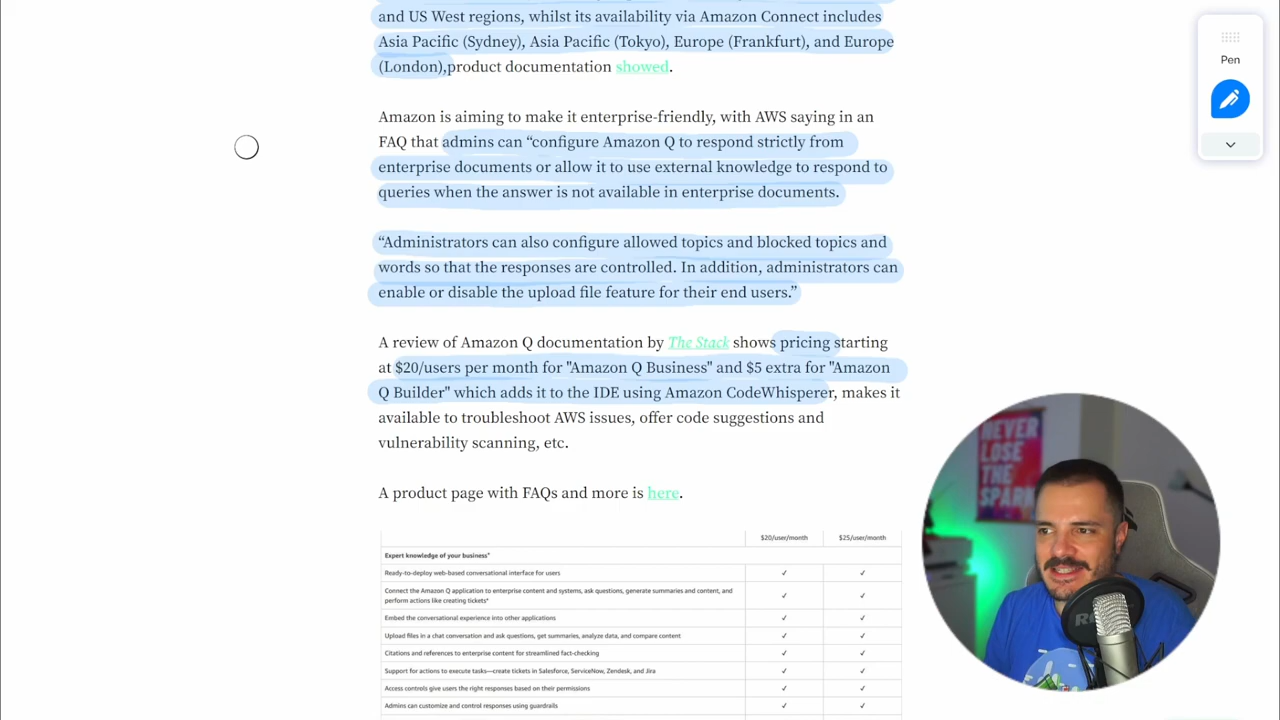 and US West regions, whilst its availability via Amazon Connect includes
Asia Pacific (Sydney), Asia Pacific (Tokyo), Europe (Frankfurt), and Europe
(London),product documentation showed.
Amazon is aiming to make it enterprise-friendly, with AWS saying in an
FAQ that admins can “configure Amazon Q to respond strictly from
enterprise documents or allow it to use external knowledge to respond to
queries when the answer is not available in enterprise documents.
“Administrators can also configure allowed topics and blocked topics and
words so that the responses are controlled. In addition, administrators can
enable or disable the upload file feature for their end users.”
A review of Amazon Q documentation by The Stack shows pricing starting
at $20/users per month for "Amazon Q Business" and $5 extra for "Amazon
Q Builder" which adds it to the IDE using Amazon CodeWhisperer, makes it
available to troubleshoot AWS issues, offer code suggestions and
vulnerability scanning, etc.
A product page with FAQs and more is here.
$20/user/month $25/user/month
Expert knowledge of your business*
Ready-to-deploy web-based conversational interface for users ✓ ✓
Connect the Amazon Q application to enterprise content and systems, ask questions, generate summaries and content, and
perform actions like creating tickets* ✓ ✓
Embed the conversational experience into other applications ✓ ✓
Upload files in a chat conversation and ask questions, get summaries, analyze data, and compare content ✓ ✓
Citations and references to enterprise content for streamlined fact-checking ✓ ✓
Support for actions to execute tasks—create tickets in Salesforce, ServiceNow, Zendesk, and Jira ✓ ✓
Access controls give users the right responses based on their permissions ✓ ✓
Admins can customize and control responses using guardrails ✓ ✓
Pen
NEVER
LOSE
THE
SPARK